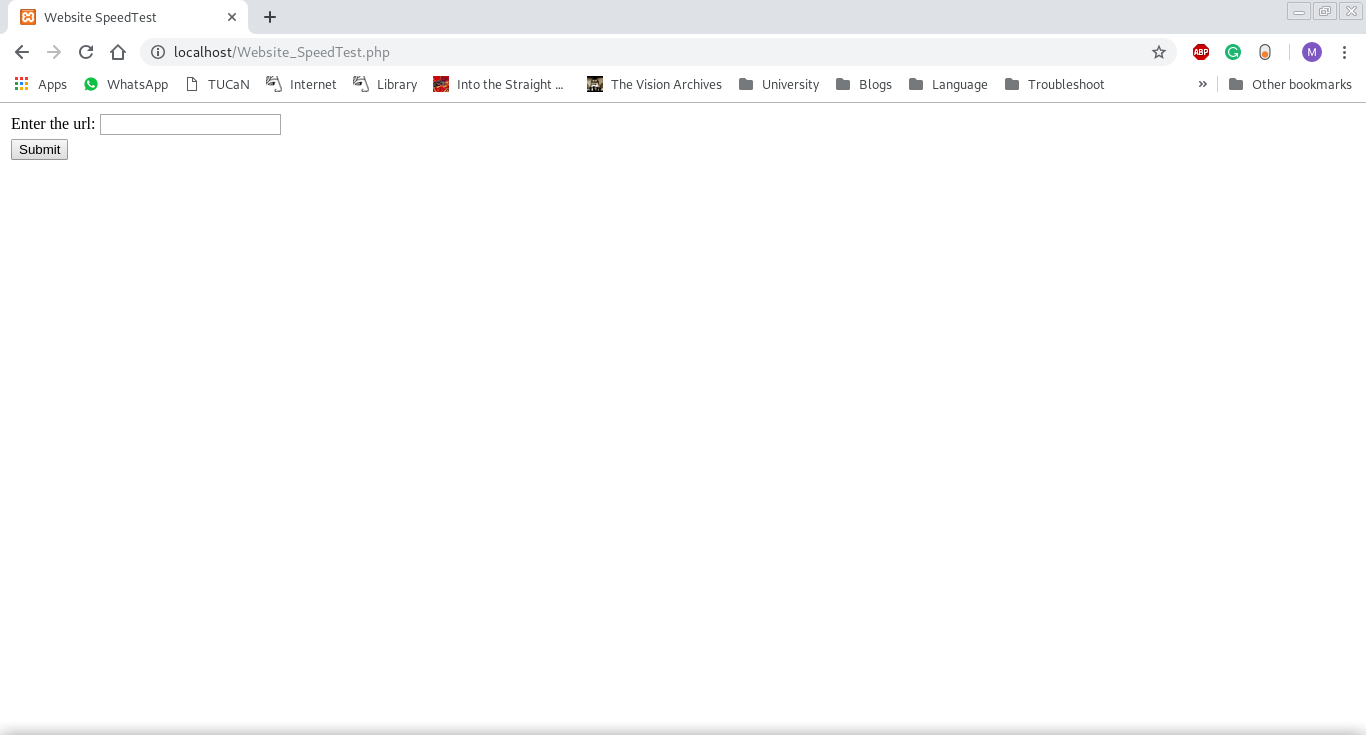 Website SpeedTest
localhost/Website_SpeedTest.php
ABP
M
Apps WhatsApp TUCaN Internet Library Into the Straight ... The Vision Archives University Blogs Language Troubleshoot » Other bookmarks
Enter the url:
Submit